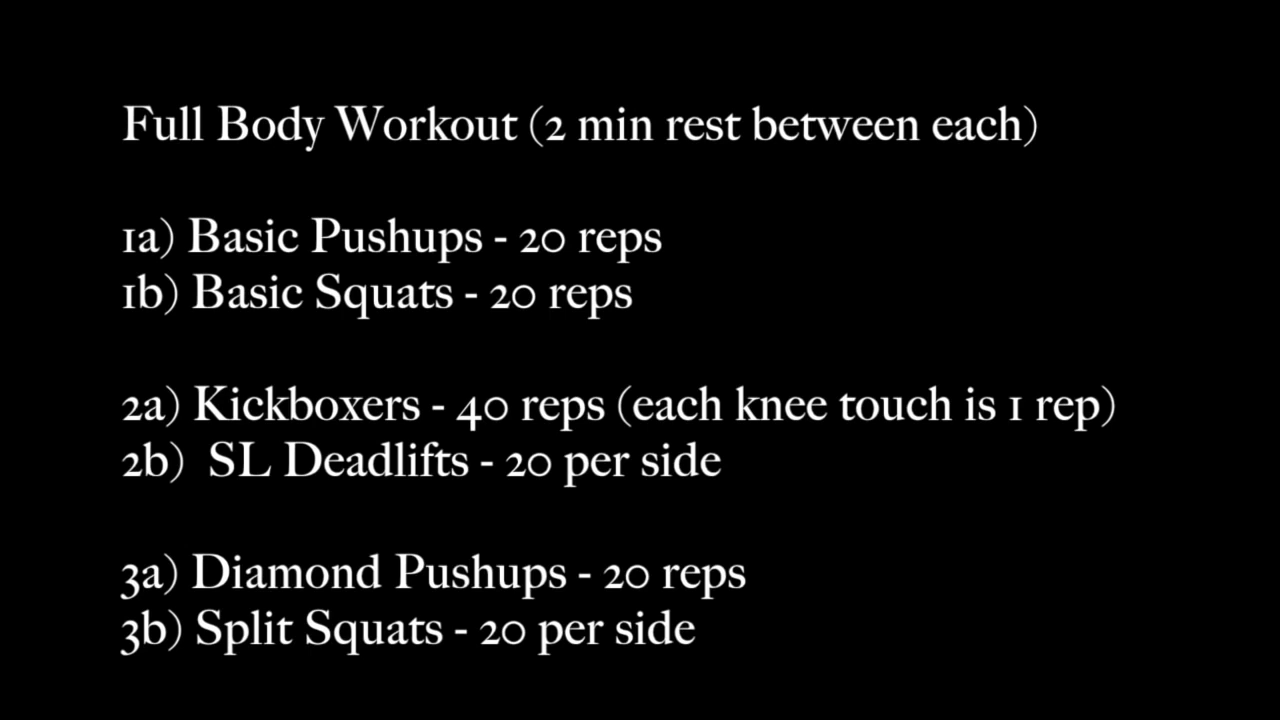 Full Body Workout (2 min rest between each)
1a) Basic Pushups - 20 reps
1b) Basic Squats - 20 reps
2a) Kickboxers - 40 reps (each knee touch is 1 rep)
2b) SL Deadlifts - 20 per side
3a) Diamond Pushups - 20 reps
3b) Split Squats - 20 per side